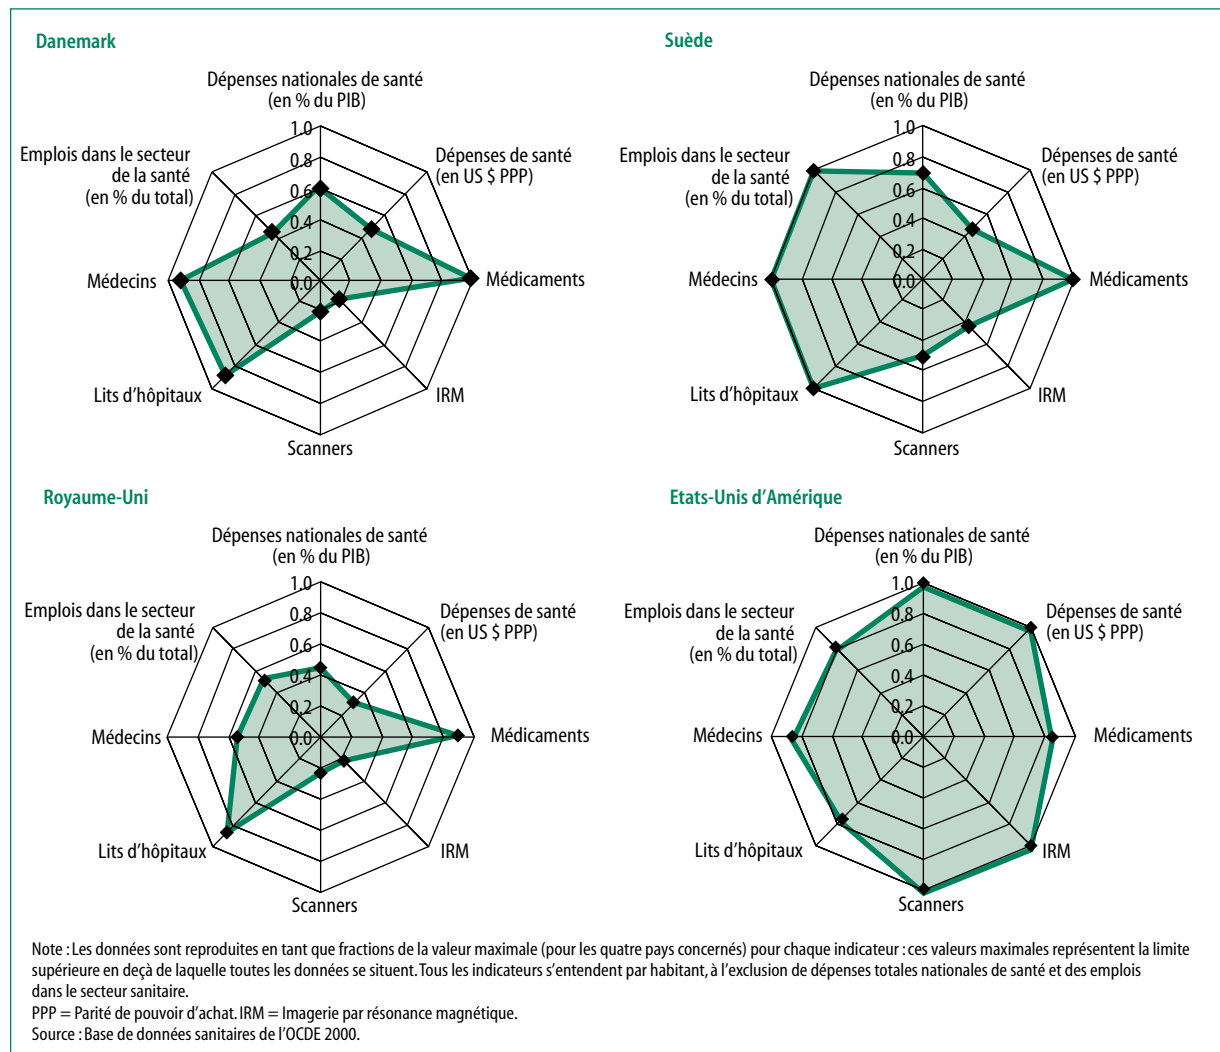 Danemark
Dépenses nationales de santé
(en % du PIB)
Emplois dans le secteur
de la santé
(en % du total)
Dépenses de santé
(en US $ PPP)
1.0
0.8
0.6
0.4
0.2
0.0
Médecins
Médicaments
Lits d'hôpitaux
IRM
Scanners
Suède
Dépenses nationales de santé
(en % du PIB)
Emplois dans le secteur
de la santé
(en % du total)
Dépenses de santé
(en US $ PPP)
1.0
0.8
0.6
0.4
0.2
0.0
Médecins
Médicaments
Lits d'hôpitaux
IRM
Scanners
Royaume-Uni
Dépenses nationales de santé
(en % du PIB)
Emplois dans le secteur
de la santé
(en % du total)
Dépenses de santé
(en US $ PPP)
1.0
0.8
0.6
0.4
0.2
0.0
Médecins
Médicaments
Lits d'hôpitaux
IRM
Scanners
Etats-Unis d'Amérique
Dépenses nationales de santé
(en % du PIB)
Emplois dans le secteur
de la santé
(en % du total)
Dépenses de santé
(en US $ PPP)
1.0
0.8
0.6
0.4
0.2
0.0
Médecins
Médicaments
Lits d'hôpitaux
IRM
Scanners
Note : Les données sont reproduites en tant que fractions de la valeur maximale (pour les quatre pays concernés) pour chaque indicateur : ces valeurs maximales représentent la limite
supérieure en deçà de laquelle toutes les données se situent. Tous les indicateurs s'entendent par habitant, à l'exclusion de dépenses totales nationales de santé et des emplois
dans le secteur sanitaire.
PPP = Parité de pouvoir d'achat. IRM = Imagerie par résonance magnétique.
Source : Base de données sanitaires de l'OCDE 2000.